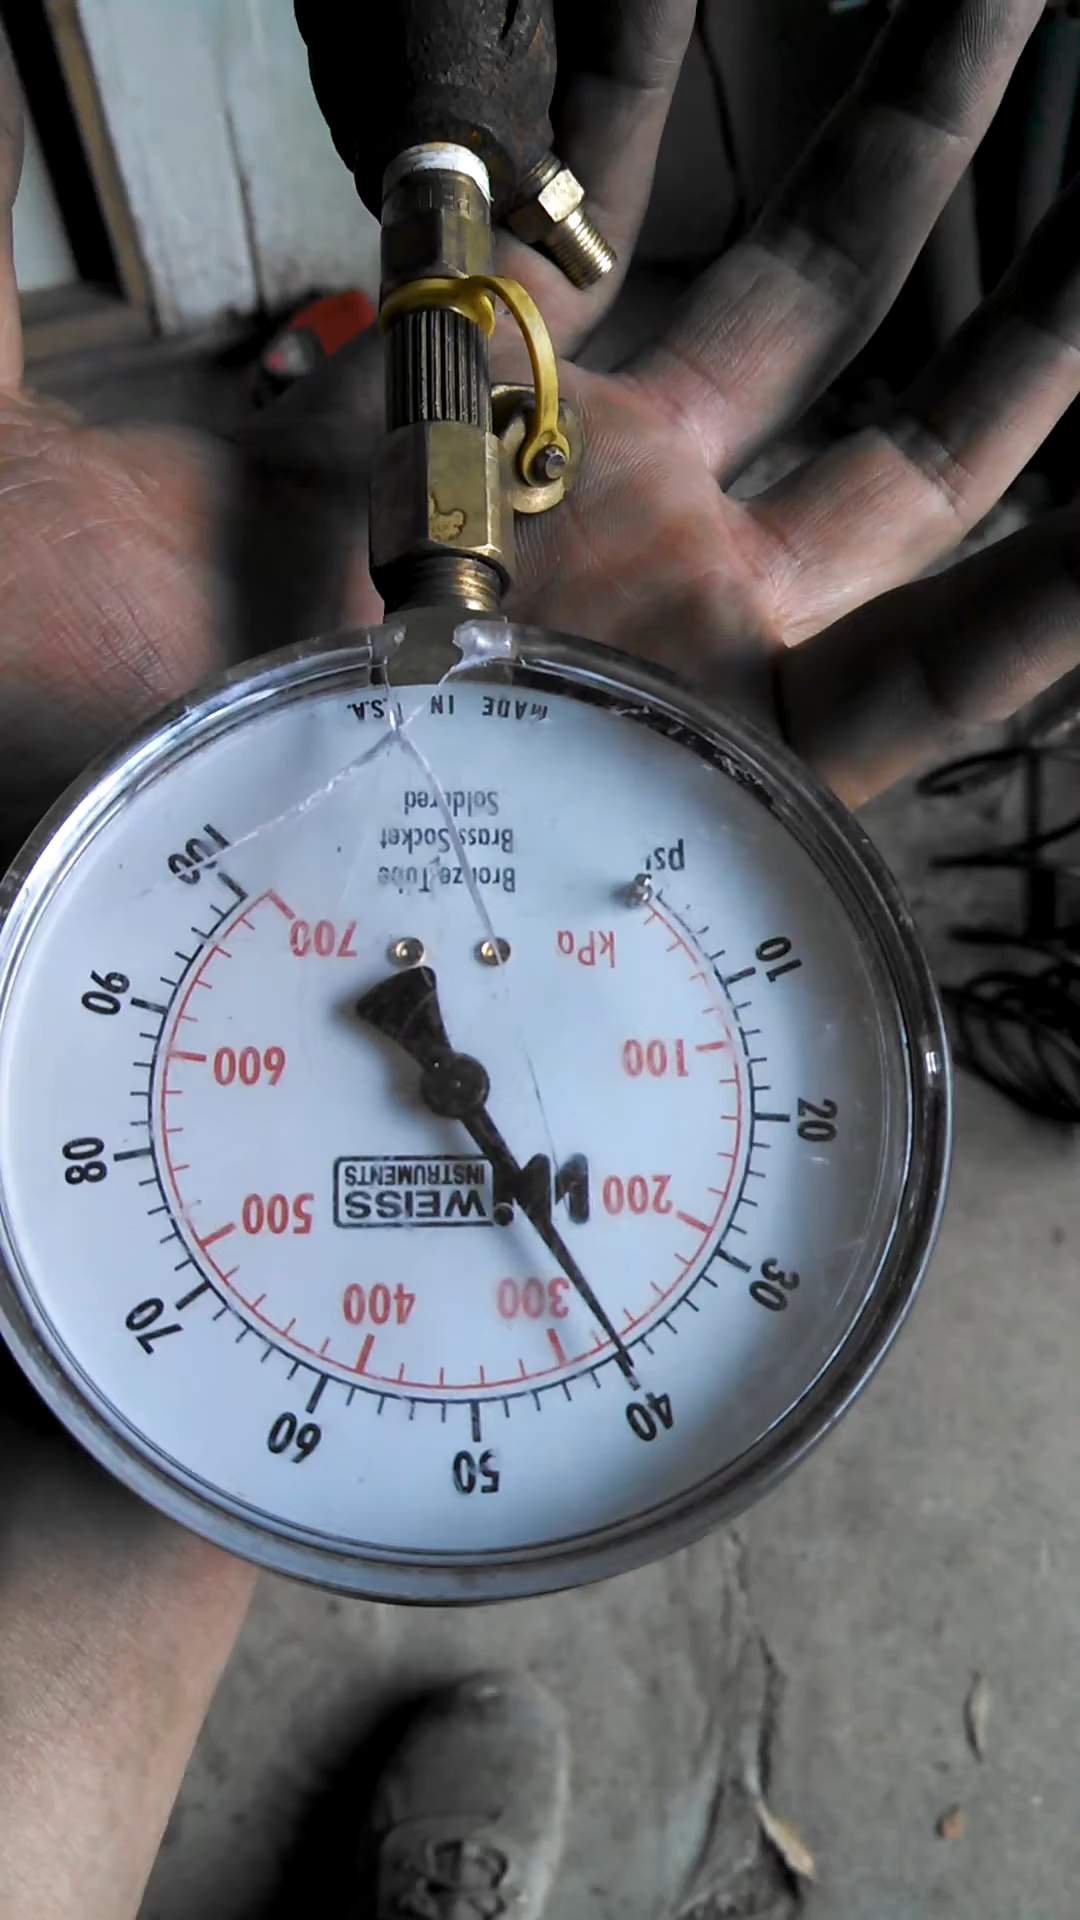 MADE IN U.S.A.
Soldered
Brass Socket
Bronze Tube
psi
kPa
10
20
30
40
50
60
70
80
90
100
100
200
300
400
500
600
700
WEISS
INSTRUMENTS